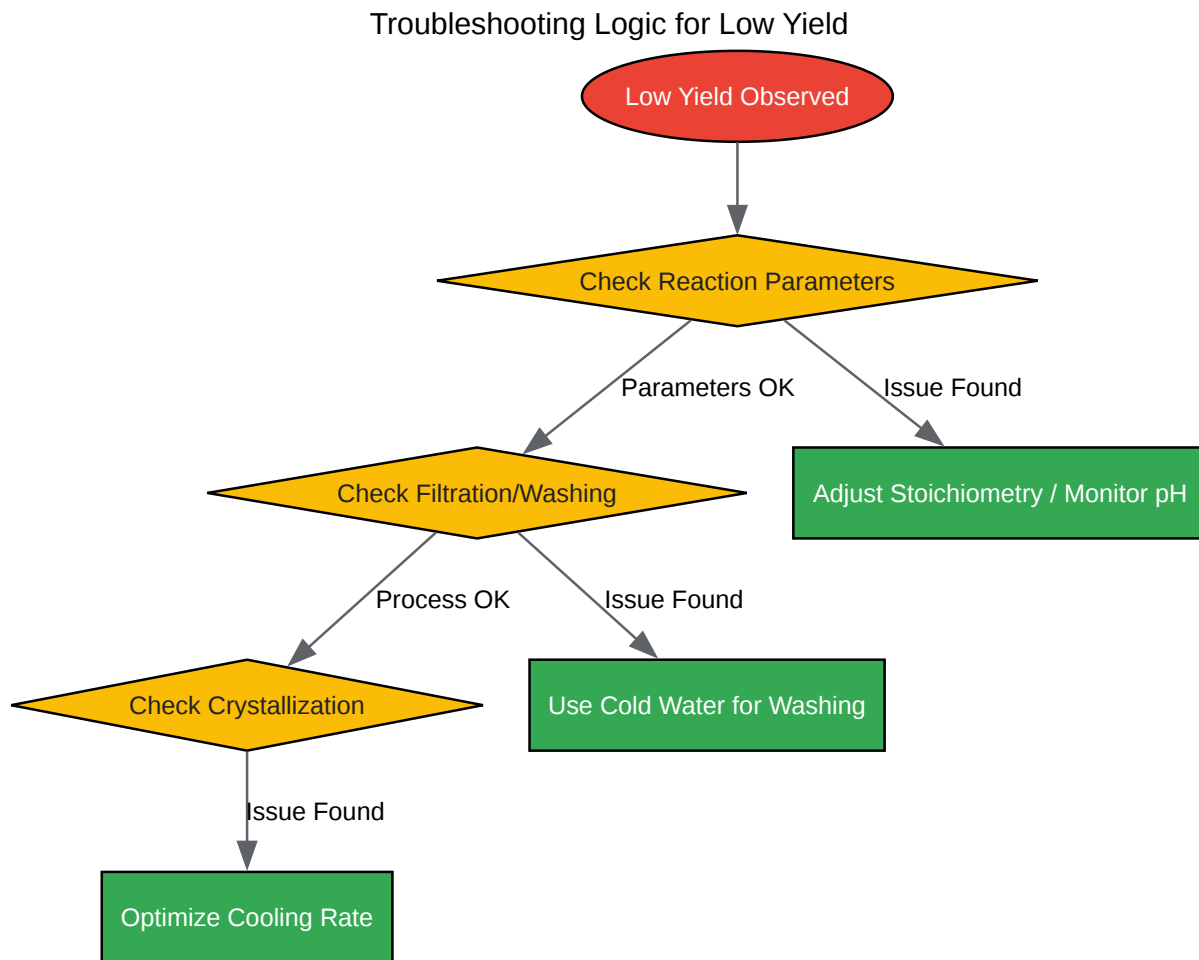 Troubleshooting Logic for Low Yield
Low Yield Observed
Check Reaction Parameters
Parameters OK
Issue Found
Check Filtration/Washing
Adjust Stoichiometry / Monitor pH
Process OK
Issue Found
Check Crystallization
Use Cold Water for Washing
Issue Found
Optimize Cooling Rate